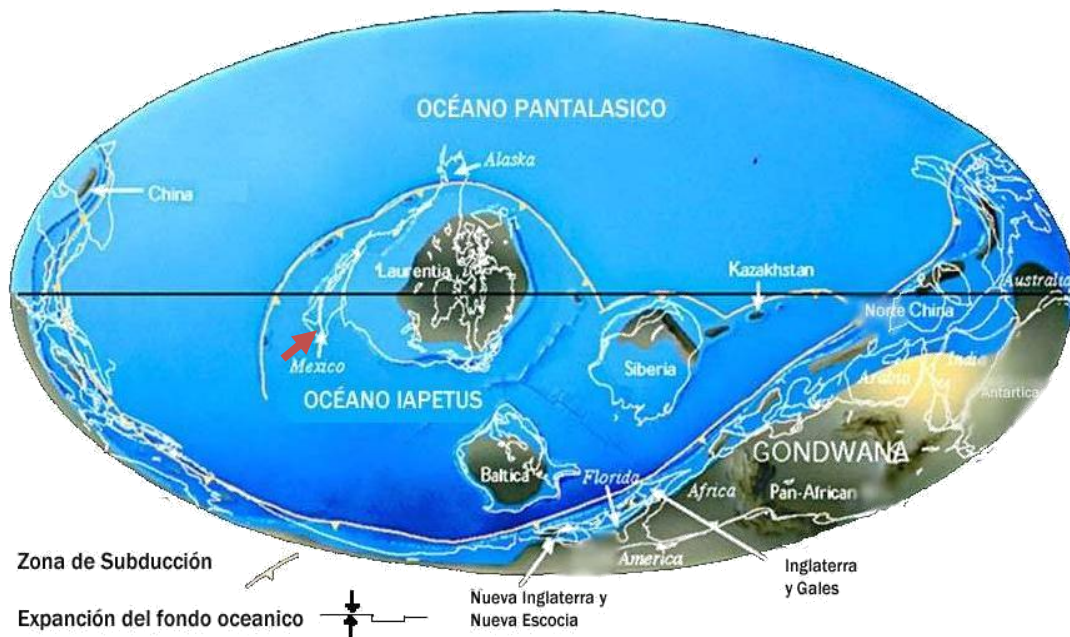 OCÉANO PANTALASICO
Alaska
China
Laurentia
Kazakhstan
Australia
Norte China
Mexico
Siberia
India
Arabia
Antartica
OCÉANO IAPETUS
GONDWANA
Baltica
Florida
Africa
Pan-African
America
Zona de Subducción
Inglaterra
y Gales
Expanción del fondo oceanico
Nueva Inglaterra y
Nueva Escocia